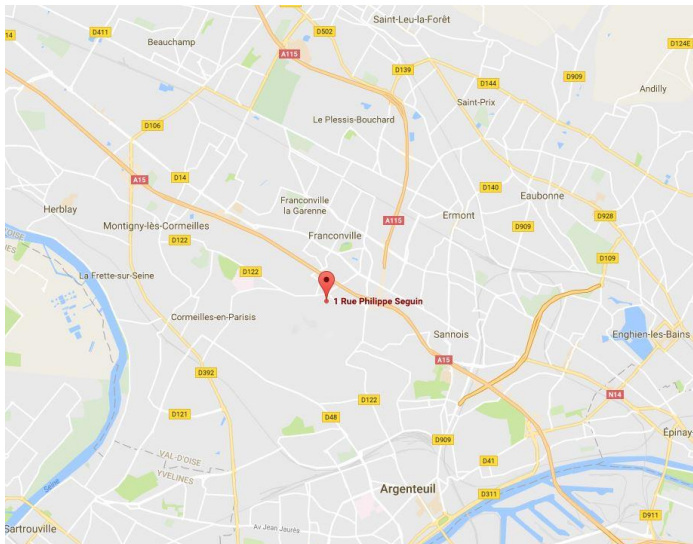 Saint-Leu-la-Forêt
14
D411
D502
Beauchamp
D124E
A115
D139
D909
D144
Andilly
Saint-Prix
Le Plessis-Bouchard
D106
A15
D14
D140
Eaubonne
Franconville
la Garenne
Herblay
Ermont
D928
A115
Montigny-lès-Cormeilles
D909
Franconville
D122
D109
La Frette-sur-Seine
D122
1 Rue Philippe Seguin
Cormeilles-en-Parisis
Sannois
Enghien-les-Bains
A15
D392
N14
D122
D121
D48
Épinay-
D909
VAL-D'OISE
YVELINES
D41
Seine
Argenteuil
D311
D911
Sartrouville
Av Jean Jaurès